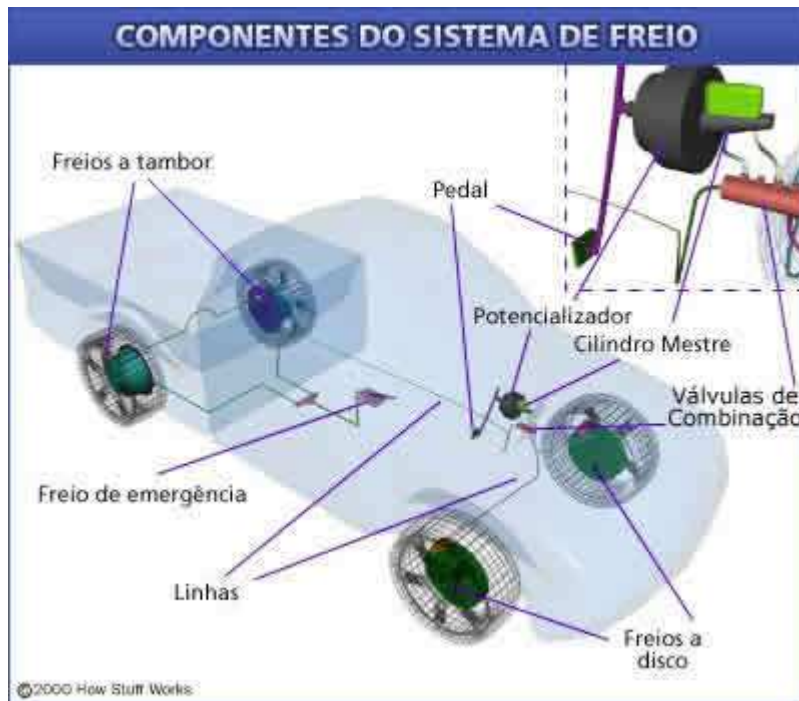 COMPONENTES DO SISTEMA DE FREIO
Freios a tambor
Pedal
Potencializador
Cilindro Mestre
Válvulas de
Combinação
Freio de emergência
Linhas
Freios a
disco
©2000 How Stuff Works